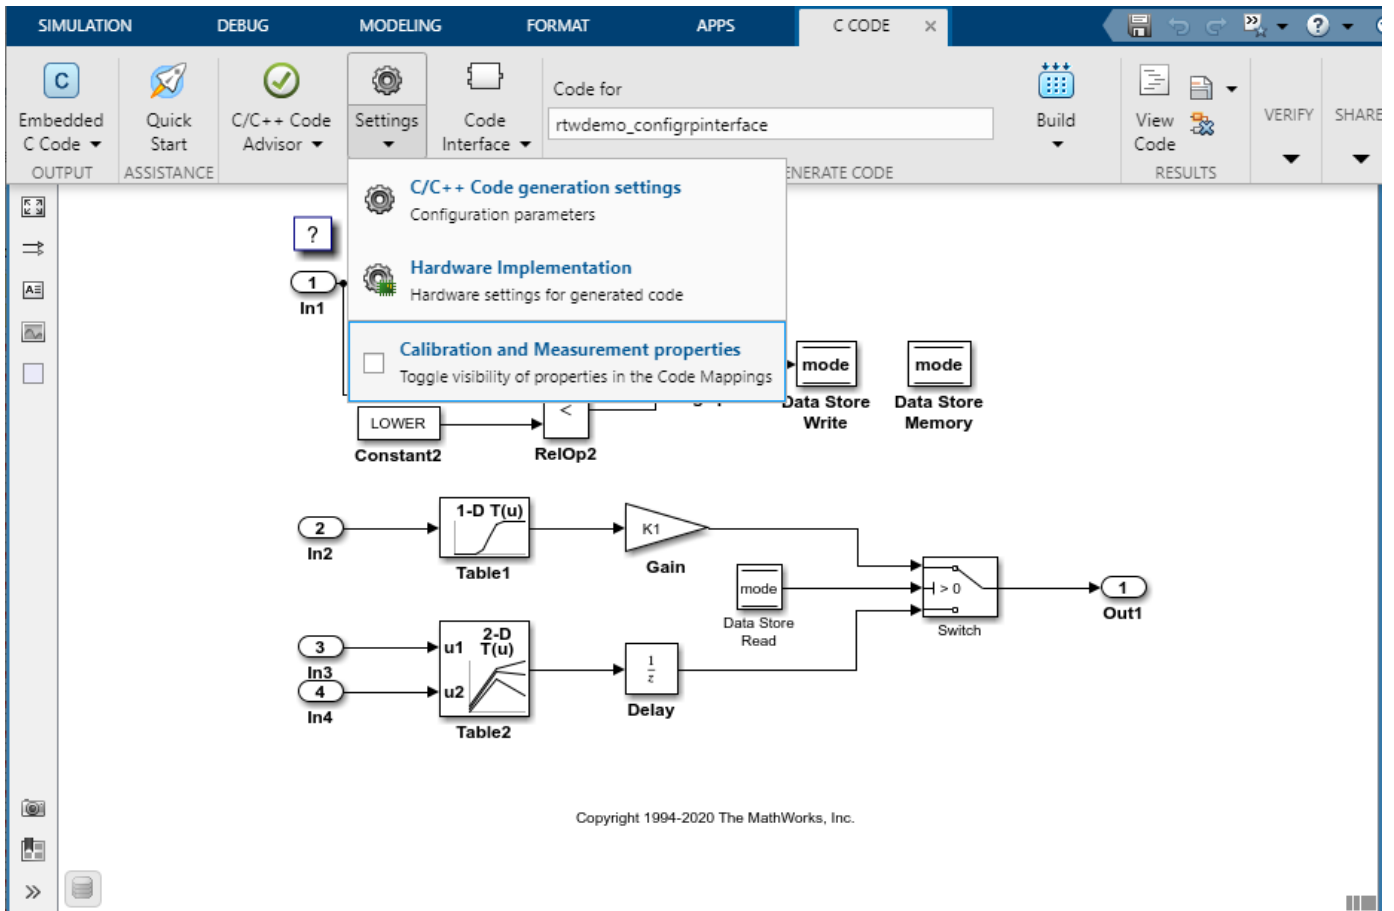 SIMULATION DEBUG MODELING FORMAT APPS C CODE
C
Embedded
C Code
Quick
Start
C/C++ Code
Advisor
Settings
Code
Interface
Code for
rtwdemo_configrpinterface
Build
View
Code
VERIFY
SHARE
OUTPUT ASSISTANCE ENERATE CODE RESULTS
C/C++ Code generation settings
Configuration parameters
Hardware Implementation
Hardware settings for generated code
Calibration and Measurement properties
Toggle visibility of properties in the Code Mappings
?
1
In1
mode
Data Store
Write
mode
Data Store
Memory
LOWER
Constant2
<
RelOp2
2
In2
1-D T(u)
Table1
K1
Gain
mode
Data Store
Read
> 0
Switch
1
Out1
3
In3
4
In4
u1
u2
2-D
T(u)
Table2
1
z
Delay
Copyright 1994-2020 The MathWorks, Inc.